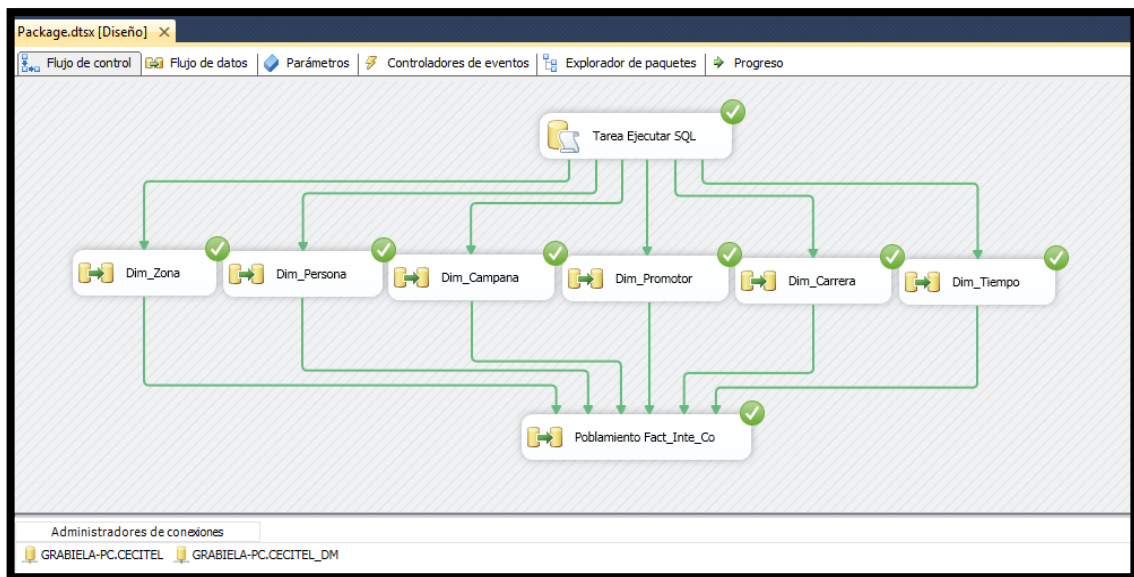 Package.dtsx [Diseño]
Flujo de control Flujo de datos Parámetros Controladores de eventos Explorador de paquetes Progreso
Tarea Ejecutar SQL
Dim_Zona Dim_Persona Dim_Campana Dim_Promotor Dim_Carrera Dim_Tiempo
Poblamiento Fact_Inte_Co
Administradores de conexiones
GRABIELA-PC.CECITEL GRABIELA-PC.CECITEL_DM